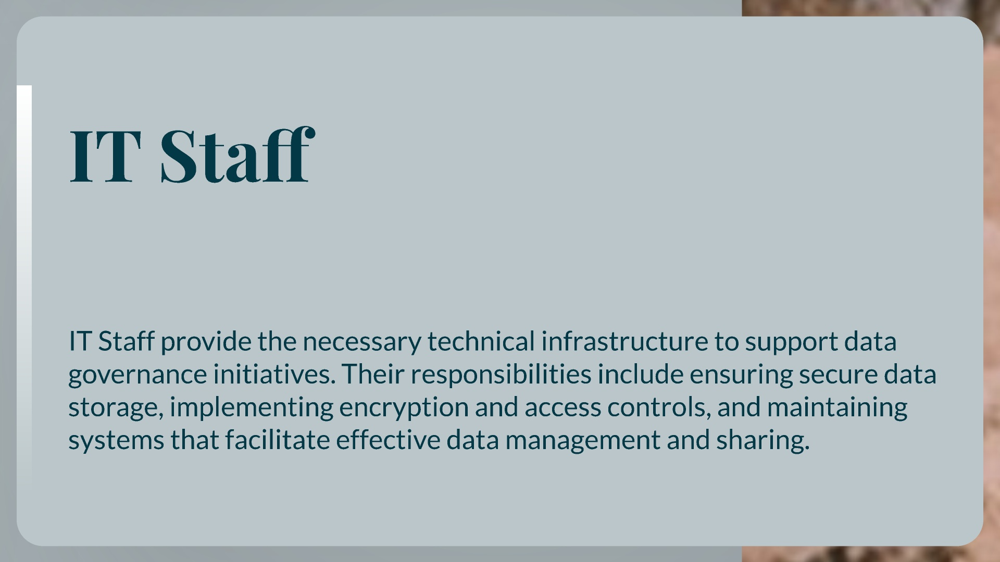 IT Staff
IT Staff provide the necessary technical infrastructure to support data
governance initiatives. Their responsibilities include ensuring secure data
storage, implementing encryption and access controls, and maintaining
systems that facilitate effective data management and sharing.